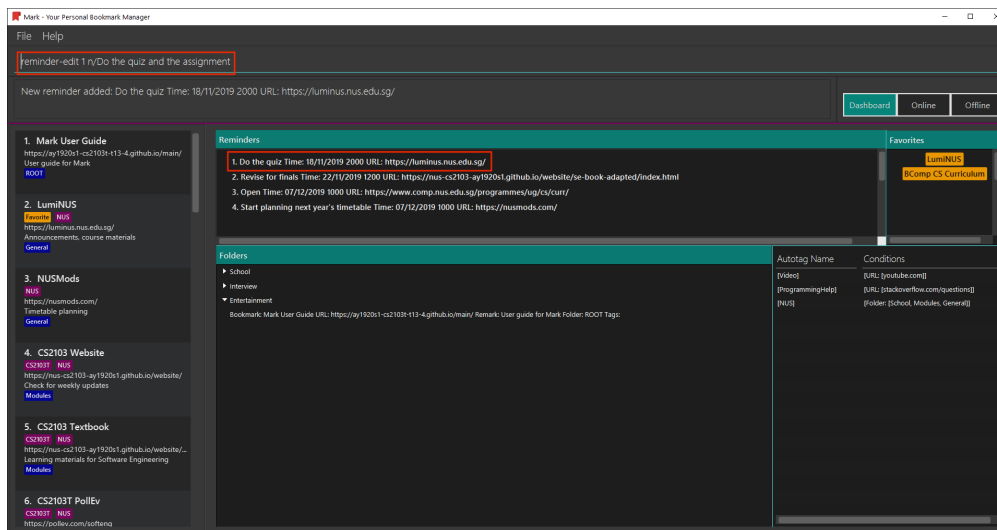 Mark - Your Personal Bookmark Manager
File Help
reminder-edit 1 n/Do the quiz and the assignment
New reminder added: Do the quiz Time: 18/11/2019 2000 URL: https://luminus.nus.edu.sg/
Dashboard Online Offline
1. Mark User Guide
https://ay1920s1-cs2103t-t13-4.github.io/main/
User guide for Mark
ROOT
2. LumiNUS
Favorite NUS
https://luminus.nus.edu.sg/
Announcements, course materials
General
3. NUSMods
NUS
https://nusmods.com/
Timetable planning
General
4. CS2103 Website
CS2103T NUS
https://nus-cs2103-ay1920s1.github.io/website/
Check for weekly updates
Modules
5. CS2103 Textbook
CS2103T NUS
https://nus-cs2103-ay1920s1.github.io/website/...
Learning materials for Software Engineering
Modules
6. CS2103T PollEv
CS2103T NUS
https://pollev.com/softeng
Reminders
1. Do the quiz Time: 18/11/2019 2000 URL: https://luminus.nus.edu.sg/
2. Revise for finals Time: 22/11/2019 1200 URL: https://nus-cs2103-ay1920s1.github.io/website/se-book-adapted/index.html
3. Open Time: 07/12/2019 1000 URL: https://www.comp.nus.edu.sg/programmes/ug/cs/curr/
4. Start planning next year's timetable Time: 07/12/2019 1000 URL: https://nusmods.com/
Favorites
LumiNUS
BComp CS Curriculum
Folders
School
Interview
Entertainment
Bookmark: Mark User Guide URL: https://ay1920s1-cs2103t-t13-4.github.io/main/ Remark: User guide for Mark Folder: ROOT Tags:
Autotag Name Conditions
[Video] [URL: [youtube.com]]
[ProgrammingHelp] [URL: [stackoverflow.com/questions]]
[NUS] [Folder: [School, Modules, General]]